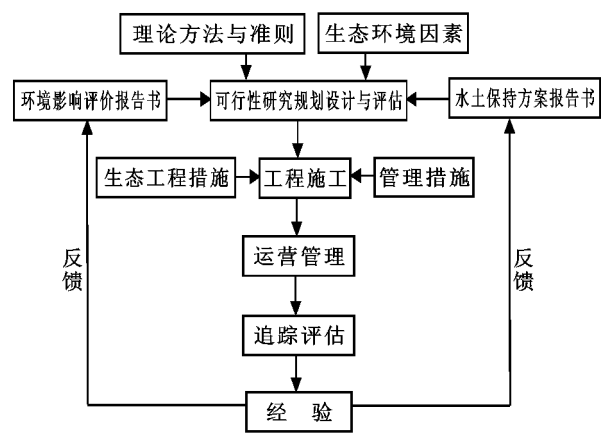 理论方法与准则
生态环境因素
环境影响评价报告书
可行性研究规划设计与评估
水土保持方案报告书
生态工程措施
工程施工
管理措施
反馈
运营管理
反馈
追踪评估
经 验